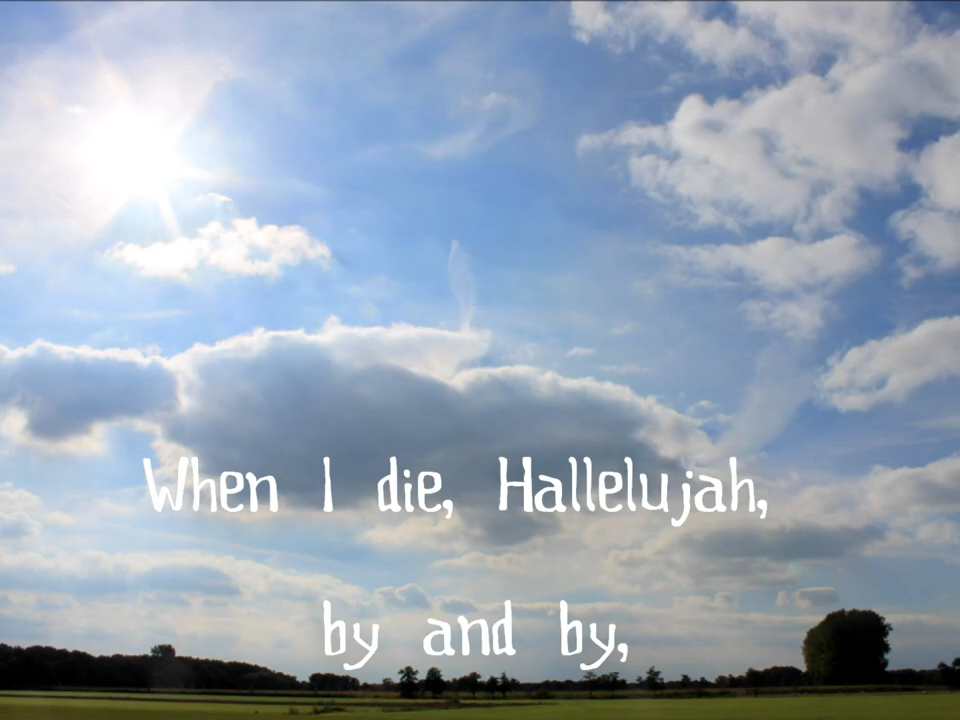 When I die, Hallelujah,
by and by,